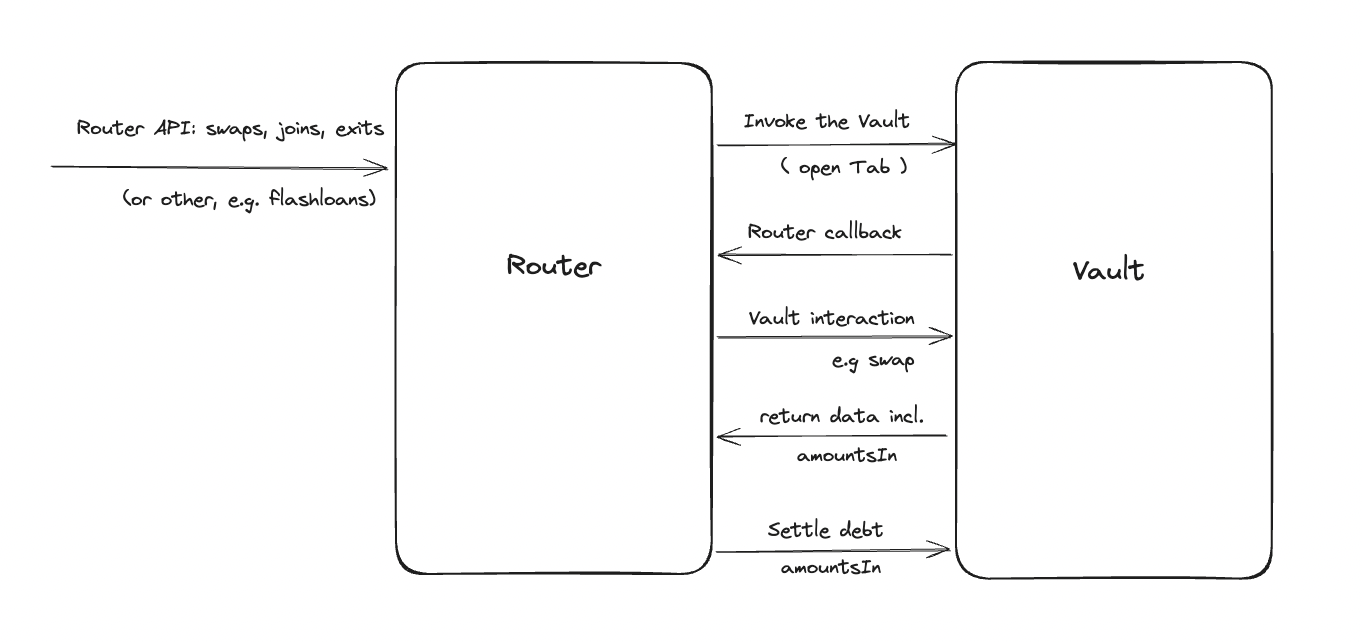 Router API: swaps, joins, exits
(or other, e.g. flashloans)
Router
Invoke the Vault
( open Tab )
Router callback
Vault interaction
e.g swap
return data incl.
amountsIn
Settle debt
amountsIn
Vault